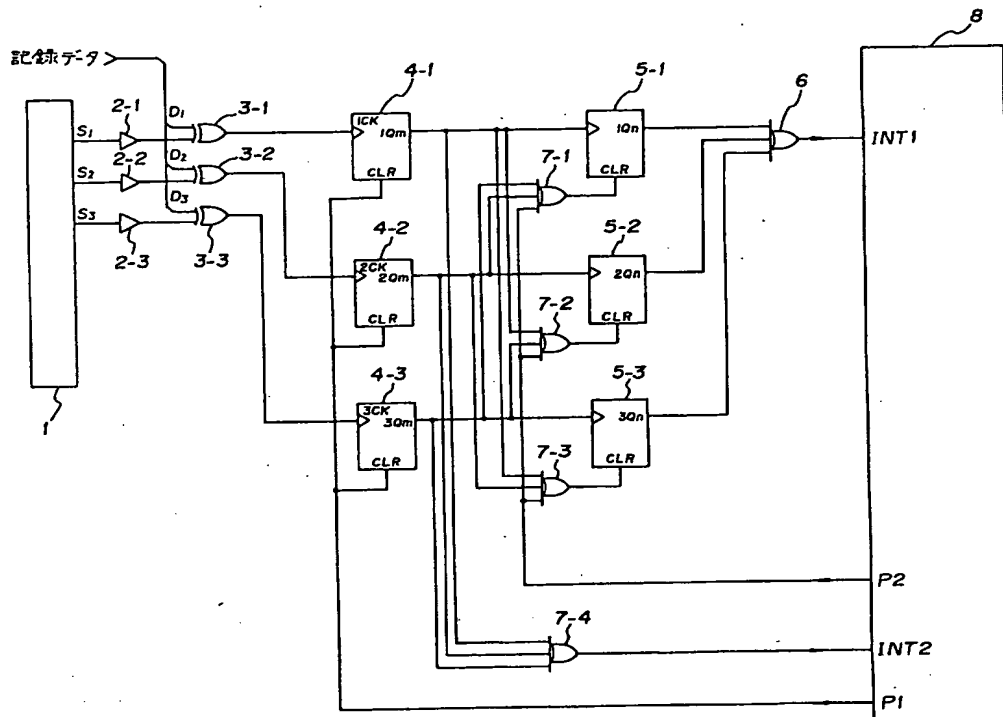 記録データ
8
4-1
5-1
6
2-1
D1
3-1
1CK
1Qm
1Qn
INT1
S1
2-2
D2
3-2
CLR
7-1
CLR
S2
D3
S3
2-3
3-3
4-2
5-2
2CK
2Qm
2Qn
CLR
7-2
CLR
4-3
5-3
1
3CK
3Qm
3Qn
CLR
7-3
CLR
P2
7-4
INT2
P1